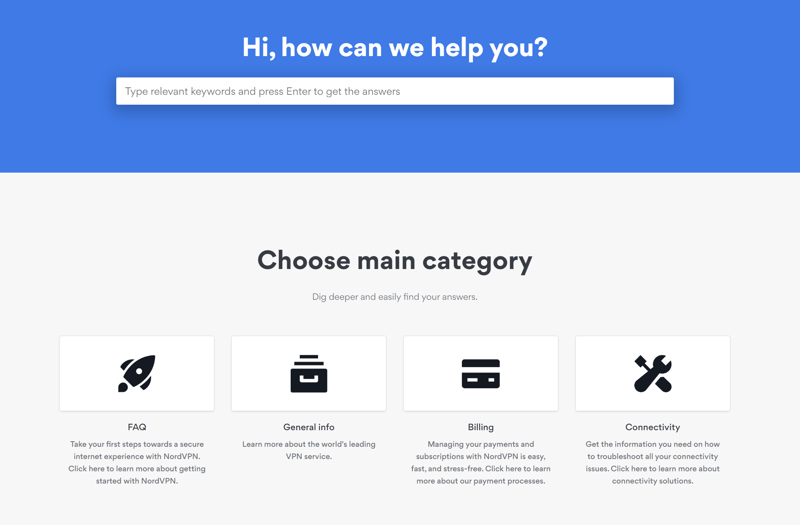 Hi, how can we help you?
Type relevant keywords and press Enter to get the answers
Choose main category
Dig deeper and easily find your answers.
FAQ
Take your first steps towards a secure
internet experience with NordVPN.
Click here to learn more about getting
started with NordVPN.
General info
Learn more about the world's leading
VPN service.
Billing
Managing your payments and
subscriptions with NordVPN is easy,
fast, and stress-free. Click here to learn
more about our payment processes.
Connectivity
Get the information you need on how
to troubleshoot all your connectivity
issues. Click here to learn more about
connectivity solutions.